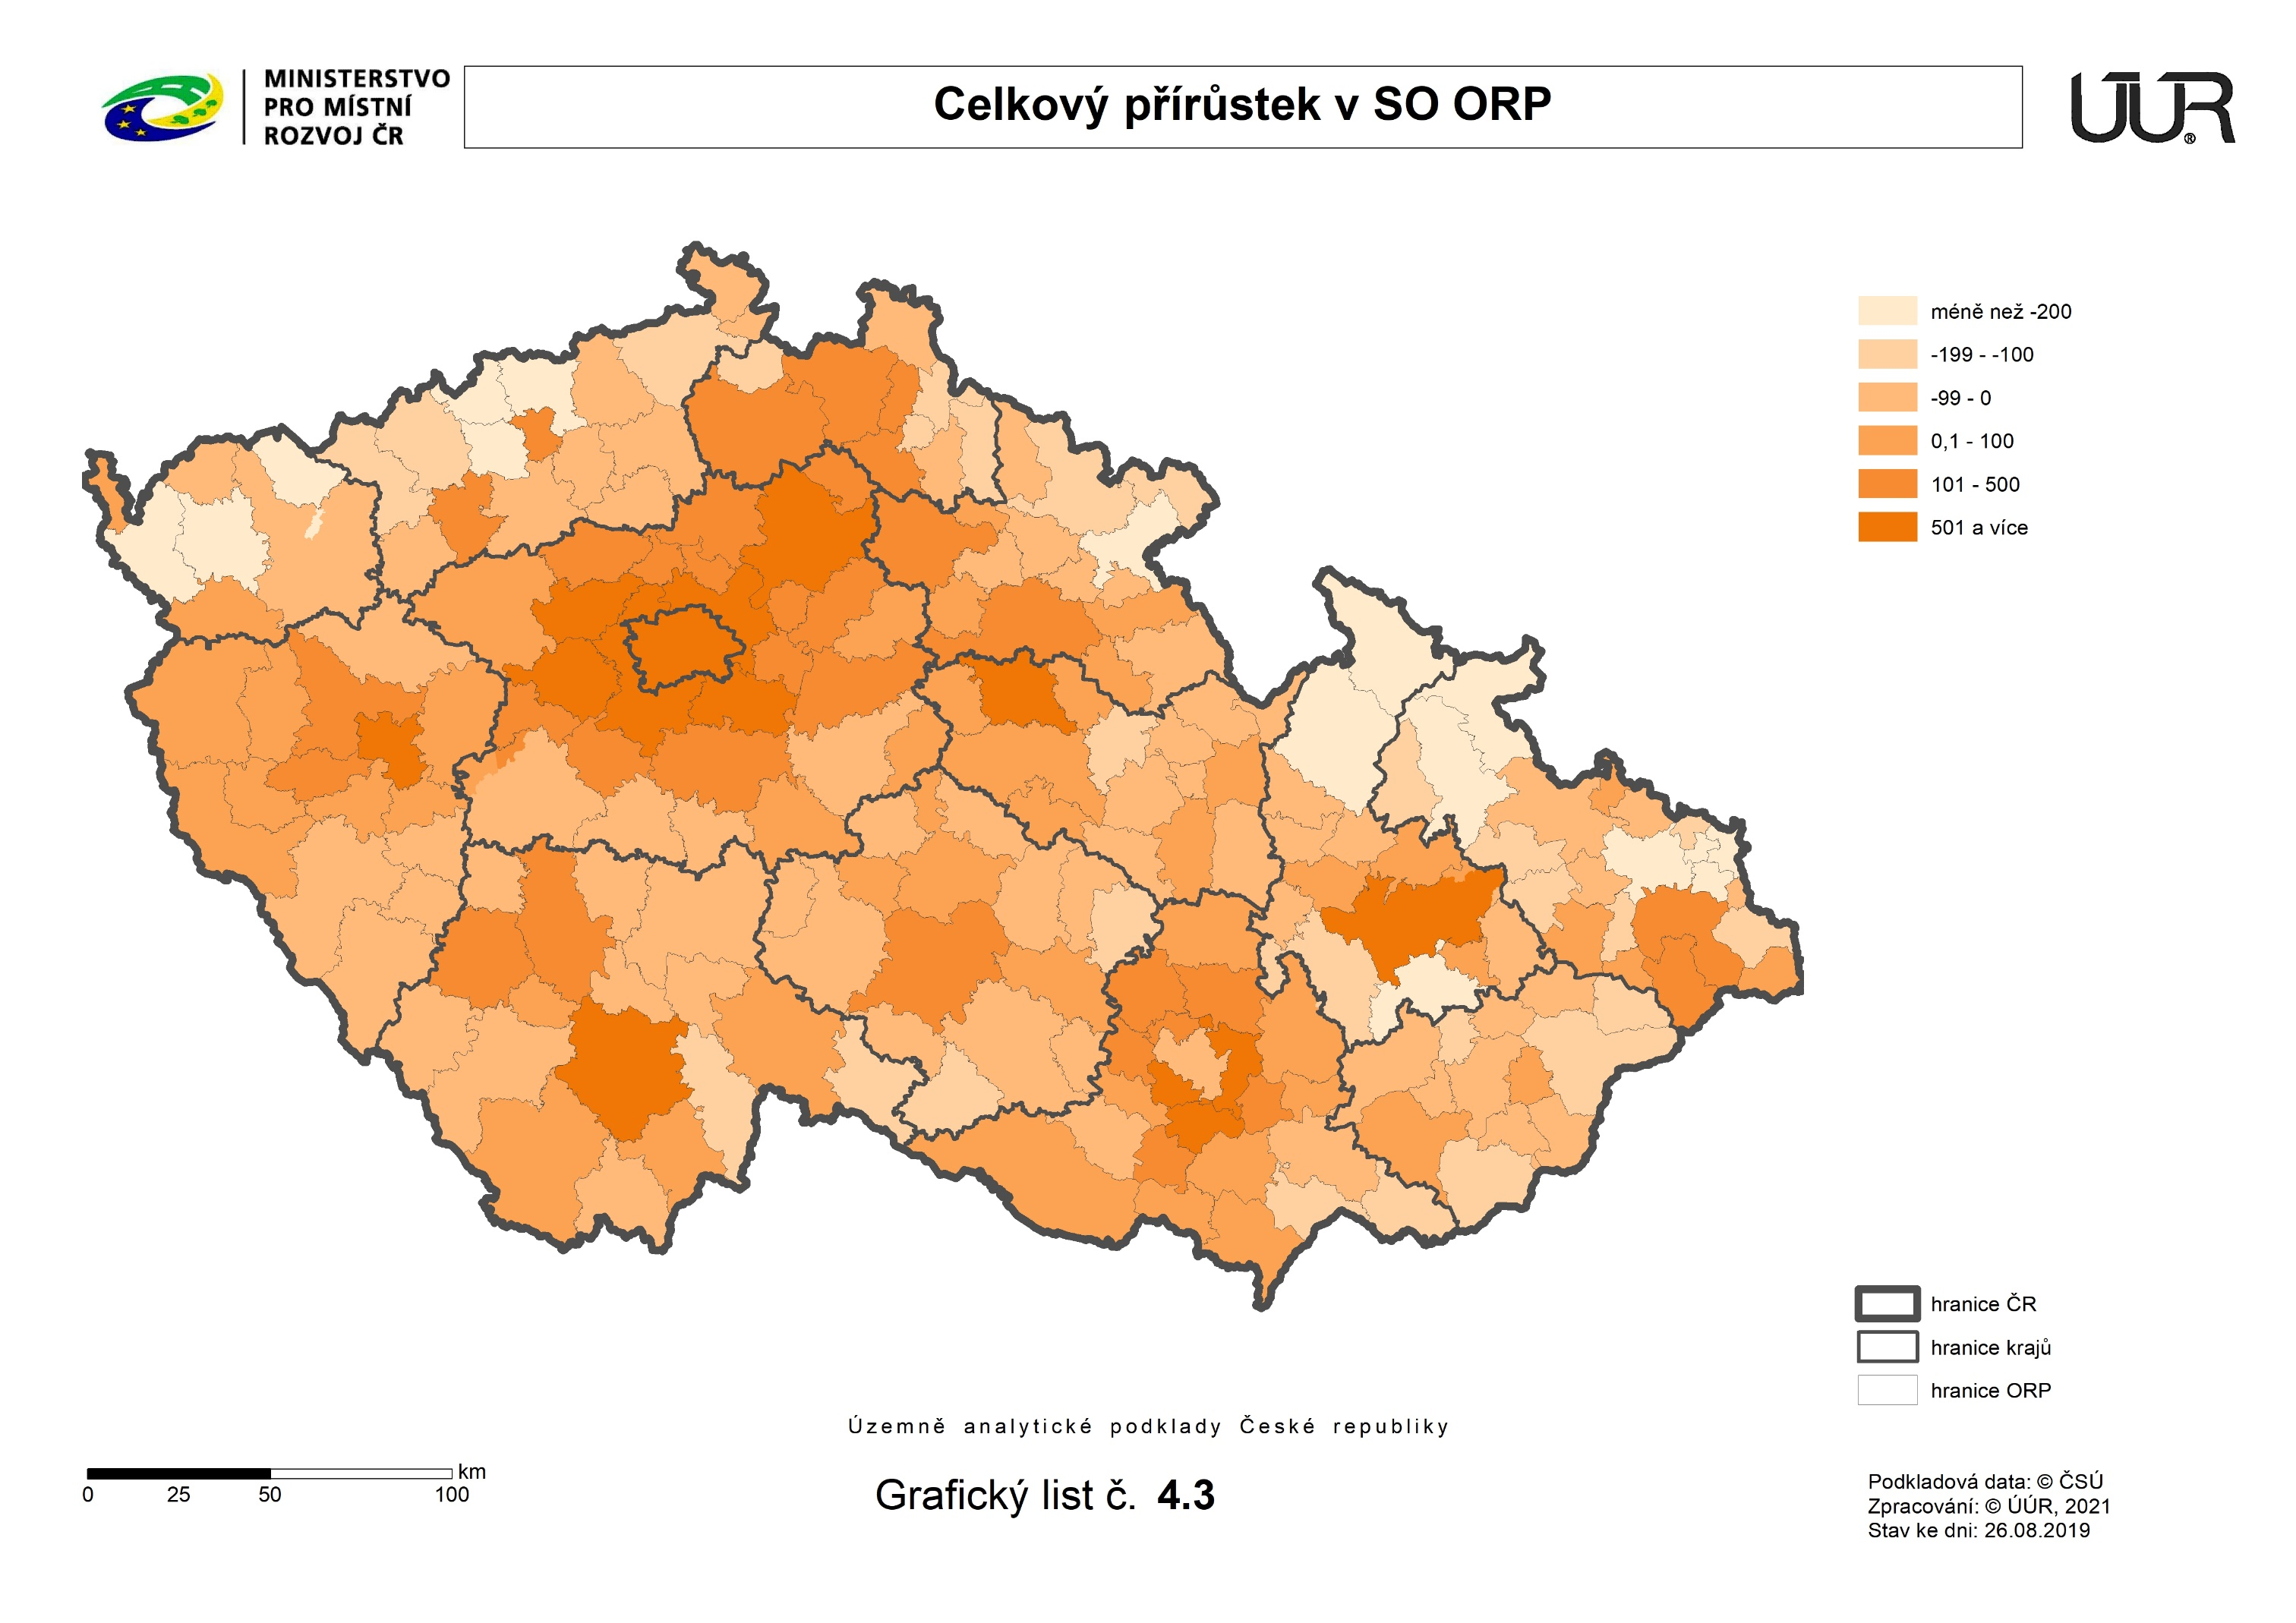 MINISTERSTVO
PRO MÍSTNÍ
ROZVOJ ČR
Celkový přírůstek v SO ORP
ÚÚR®
méně než -200
-199 - -100
-99 - 0
0,1 - 100
101 - 500
501 a více
hranice ČR
hranice krajů
hranice ORP
Územně analytické podklady České republiky
km
0 25 50 100
Grafický list č. 4.3
Podkladová data: © ČSÚ
Zpracování: © ÚÚR, 2021
Stav ke dni: 26.08.2019